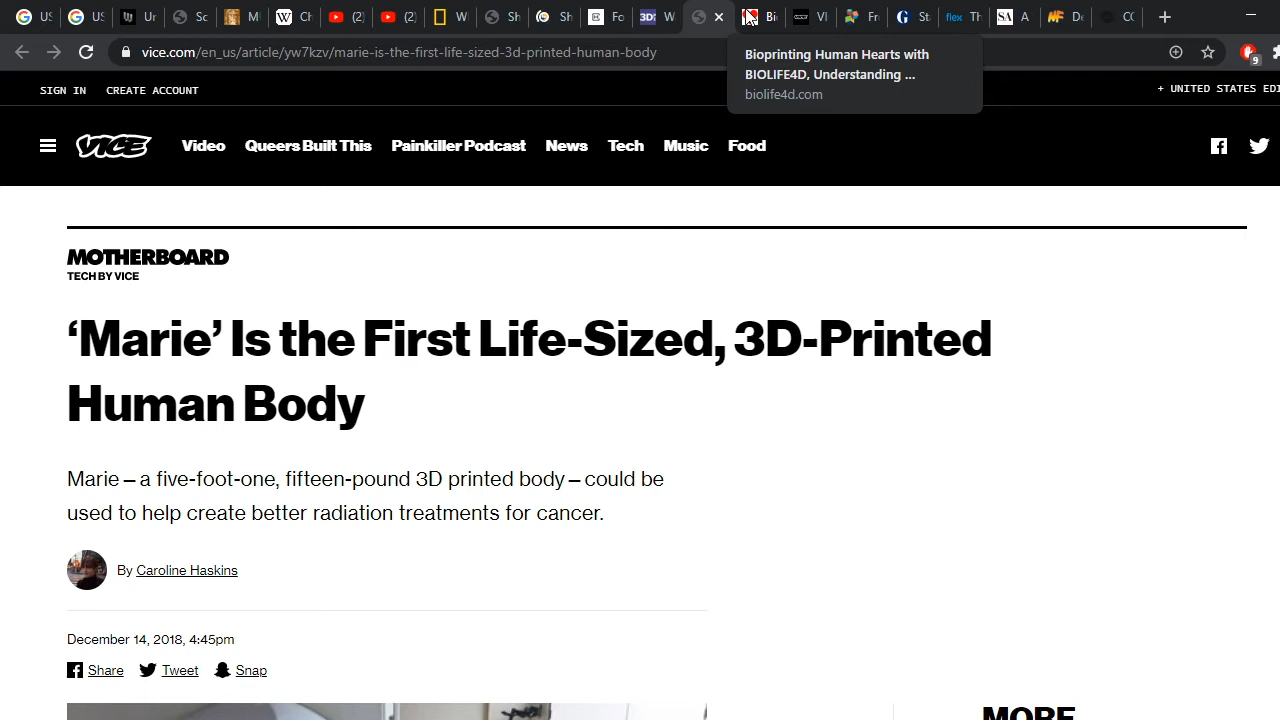 US
US
Ur
Sc
M
W
Ch
(2)
(2)
W
Sh
Sh
Fo
3D!
W
Bi
VI
Fr
G
St
flex
Th
SA
A
De
CC
vice.com/en_us/article/yw7kzv/marie-is-the-first-life-sized-3d-printed-human-body
9
Bioprinting Human Hearts with
BIOLIFE4D, Understanding ...
biolife4d.com
SIGN IN
CREATE ACCOUNT
+ UNITED STATES EDI
VICE
Video
Queers Built This
Painkiller Podcast
News
Tech
Music
Food
MOTHERBOARD
TECH BY VICE
‘Marie’ Is the First Life-Sized, 3D-Printed
Human Body
Marie—a five-foot-one, fifteen-pound 3D printed body—could be
used to help create better radiation treatments for cancer.
By Caroline Haskins
December 14, 2018, 4:45pm
Share
Tweet
Snap
MORE